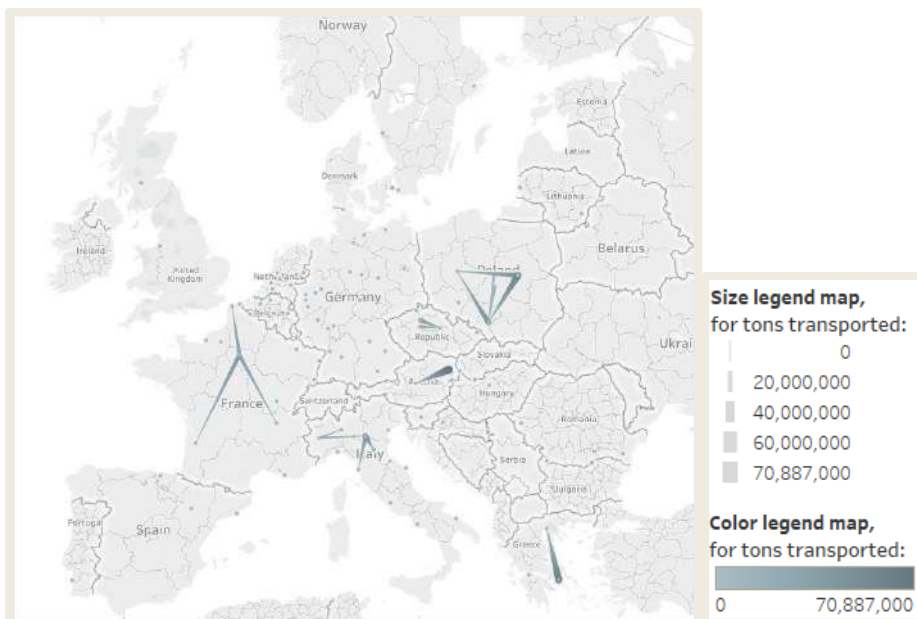 Norway
Estonia
Latvia
Denmark
Lithuania
Ireland
United
Kingdom
Belarus
Poland
Germany
Belgium
Republic
Slovakia
Ukrai
France
Switzerland
Austria
Hungary
Romania
Italy
Serbia
Bulgaria
Portugal
Spain
Greece
Size legend map,
for tons transported:
0
20,000,000
40,000,000
60,000,000
70,887,000
Color legend map,
for tons transported:
0 70,887,000